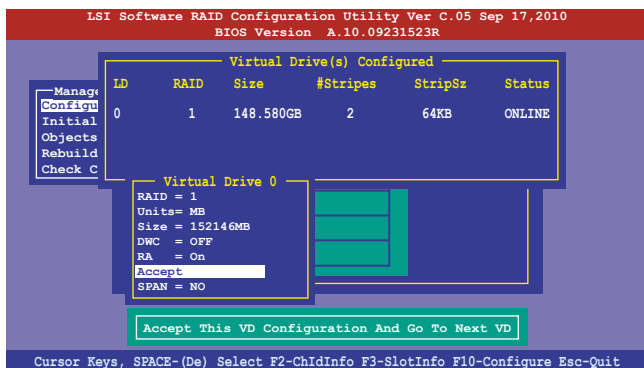 LSI Software RAID Configuration Utility Ver C.05 Sep 17,2010
BIOS Version A.10.09231523R
Virtual Drive(s) Configured
LD RAID Size #Stripes StripSz Status
0 1 148.580GB 2 64KB ONLINE
Manage
Configu
Initial
Objects
Rebuild
Check C
Virtual Drive 0
RAID = 1
Units= MB
Size = 152146MB
DWC = OFF
RA = On
Accept
SPAN = NO
Accept This VD Configuration And Go To Next VD
Cursor Keys, SPACE-(De) Select F2-ChIdInfo F3-SlotInfo F10-Configure Esc-Quit